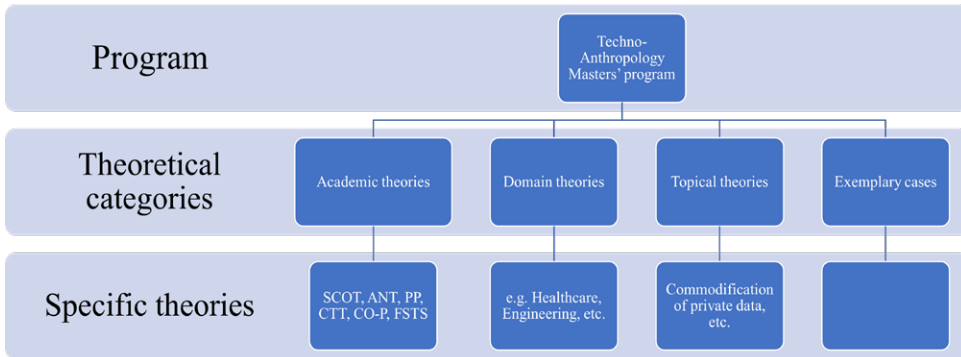 Program
Techno-
Anthropology
Masters' program
Theoretical
categories
Academic theories
Domain theories
Topical theories
Exemplary cases
Specific theories
SCOT, ANT, PP,
CTT, CO-P, FSTS
e.g. Healthcare,
Engineering, etc.
Commodification
of private data,
etc.